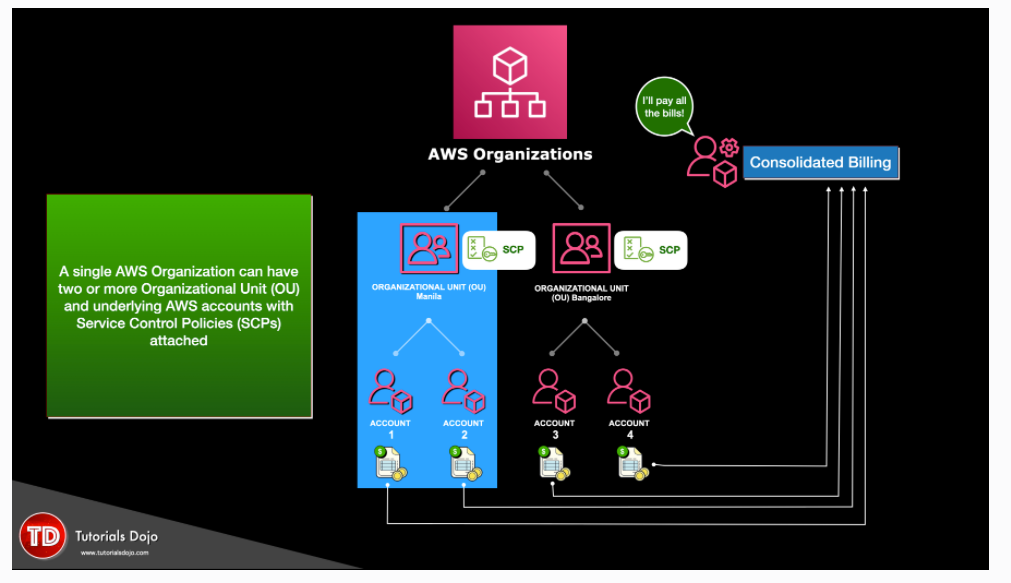 I'll pay all
the bills!
Consolidated Billing
AWS Organizations
A single AWS Organization can have
two or more Organizational Unit (OU)
and underlying AWS accounts with
Service Control Policies (SCPs)
attached
SCP
SCP
ORGANIZATIONAL UNIT (OU)
Manila
ORGANIZATIONAL UNIT
(OU) Bangalore
ACCOUNT
1
ACCOUNT
2
ACCOUNT
3
ACCOUNT
4
$
$
$
$
TD
Tutorials Dojo
www.tutorialsdojo.com